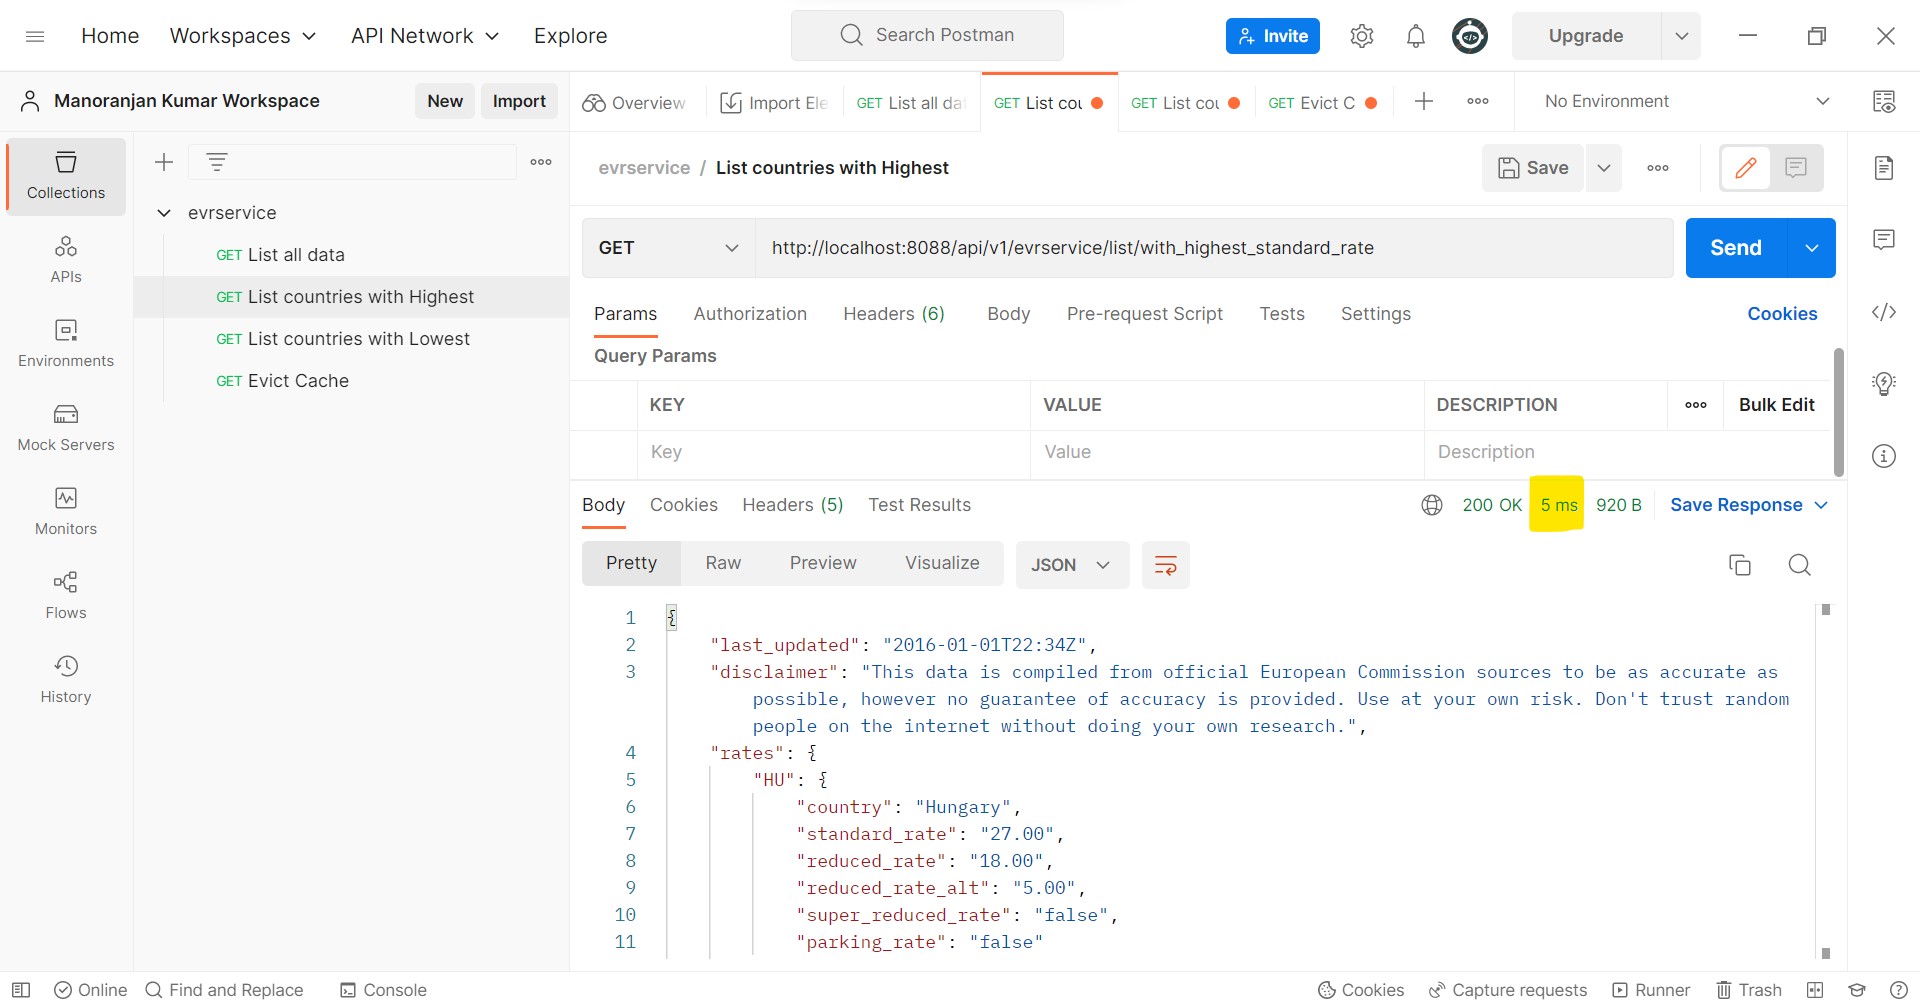 Home Workspaces API Network Explore Search Postman Invite Upgrade
Manoranjan Kumar Workspace New Import
Overview Import Ele GET List all dat GET List cou GET List cou GET Evict C No Environment
Collections
APIs
Environments
Mock Servers
Monitors
Flows
History
evrservice
GET List all data
GET List countries with Highest
GET List countries with Lowest
GET Evict Cache
evrservice / List countries with Highest Save
GET http://localhost:8088/api/v1/evrservice/list/with_highest_standard_rate Send
Params Authorization Headers (6) Body Pre-request Script Tests Settings Cookies
Query Params
KEY VALUE DESCRIPTION Bulk Edit
Key Value Description
Body Cookies Headers (5) Test Results 200 OK 5 ms 920 B Save Response
Pretty Raw Preview Visualize JSON
1 {
2 "last_updated": "2016-01-01T22:34Z",
3 "disclaimer": "This data is compiled from official European Commission sources to be as accurate as
possible, however no guarantee of accuracy is provided. Use at your own risk. Don't trust random
people on the internet without doing your own research.",
4 "rates": {
5 "HU": {
6 "country": "Hungary",
7 "standard_rate": "27.00",
8 "reduced_rate": "18.00",
9 "reduced_rate_alt": "5.00",
10 "super_reduced_rate": "false",
11 "parking_rate": "false"
Online Find and Replace Console Cookies Capture requests Runner Trash